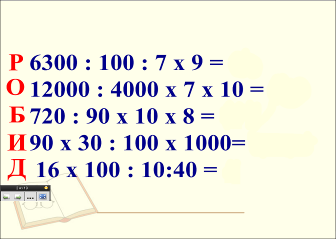 Р 6300 : 100 : 7 х 9 =
О 12000 : 4000 х 7 х 10 =
Б 720 : 90 х 10 х 8 =
И 90 х 30 : 100 х 1000=
Д 16 х 100 : 10:40 =